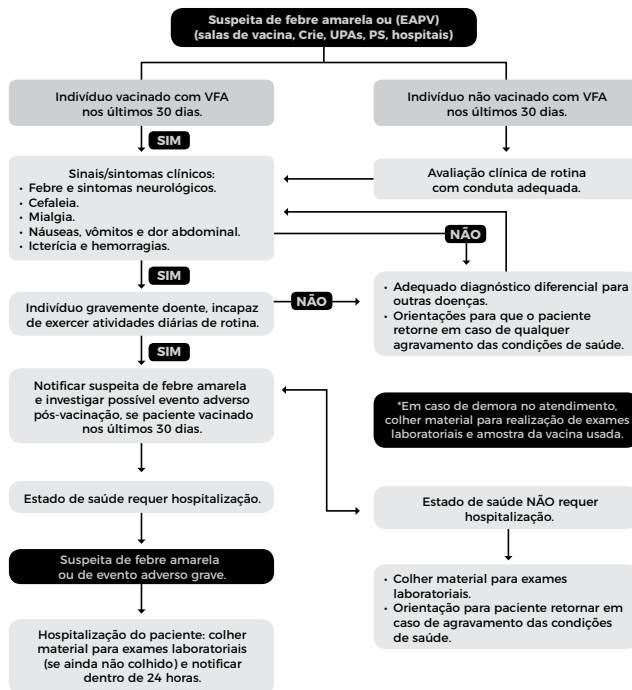 Suspeita de febre amarela ou (EAPV)
(salas de vacina, Crie, UPAs, PS, hospitais)
Indivíduo vacinado com VFA
nos últimos 30 dias.
Indivíduo não vacinado com VFA
nos últimos 30 dias.
SIM
Sinais/sintomas clínicos:
• Febre e sintomas neurológicos.
• Cefaleia.
• Mialgia.
• Náuseas, vômitos e dor abdominal.
• Icterícia e hemorragias.
Avaliação clínica de rotina
com conduta adequada.
NÃO
SIM
Indivíduo gravemente doente, incapaz
de exercer atividades diárias de rotina.
NÃO
• Adequado diagnóstico diferencial para
outras doenças.
• Orientações para que o paciente
retorne em caso de qualquer
agravamento das condições de saúde.
SIM
Notificar suspeita de febre amarela
e investigar possível evento adverso
pós-vacinação, se paciente vacinado
nos últimos 30 dias.
*Em caso de demora no atendimento,
colher material para realização de exames
laboratoriais e amostra da vacina usada.
Estado de saúde requer hospitalização.
Estado de saúde NÃO requer
hospitalização.
Suspeita de febre amarela
ou de evento adverso grave.
• Colher material para exames
laboratoriais.
• Orientação para paciente retornar em
caso de agravamento das condições
de saúde.
Hospitalização do paciente: colher
material para exames laboratoriais
(se ainda não colhido) e notificar
dentro de 24 horas.